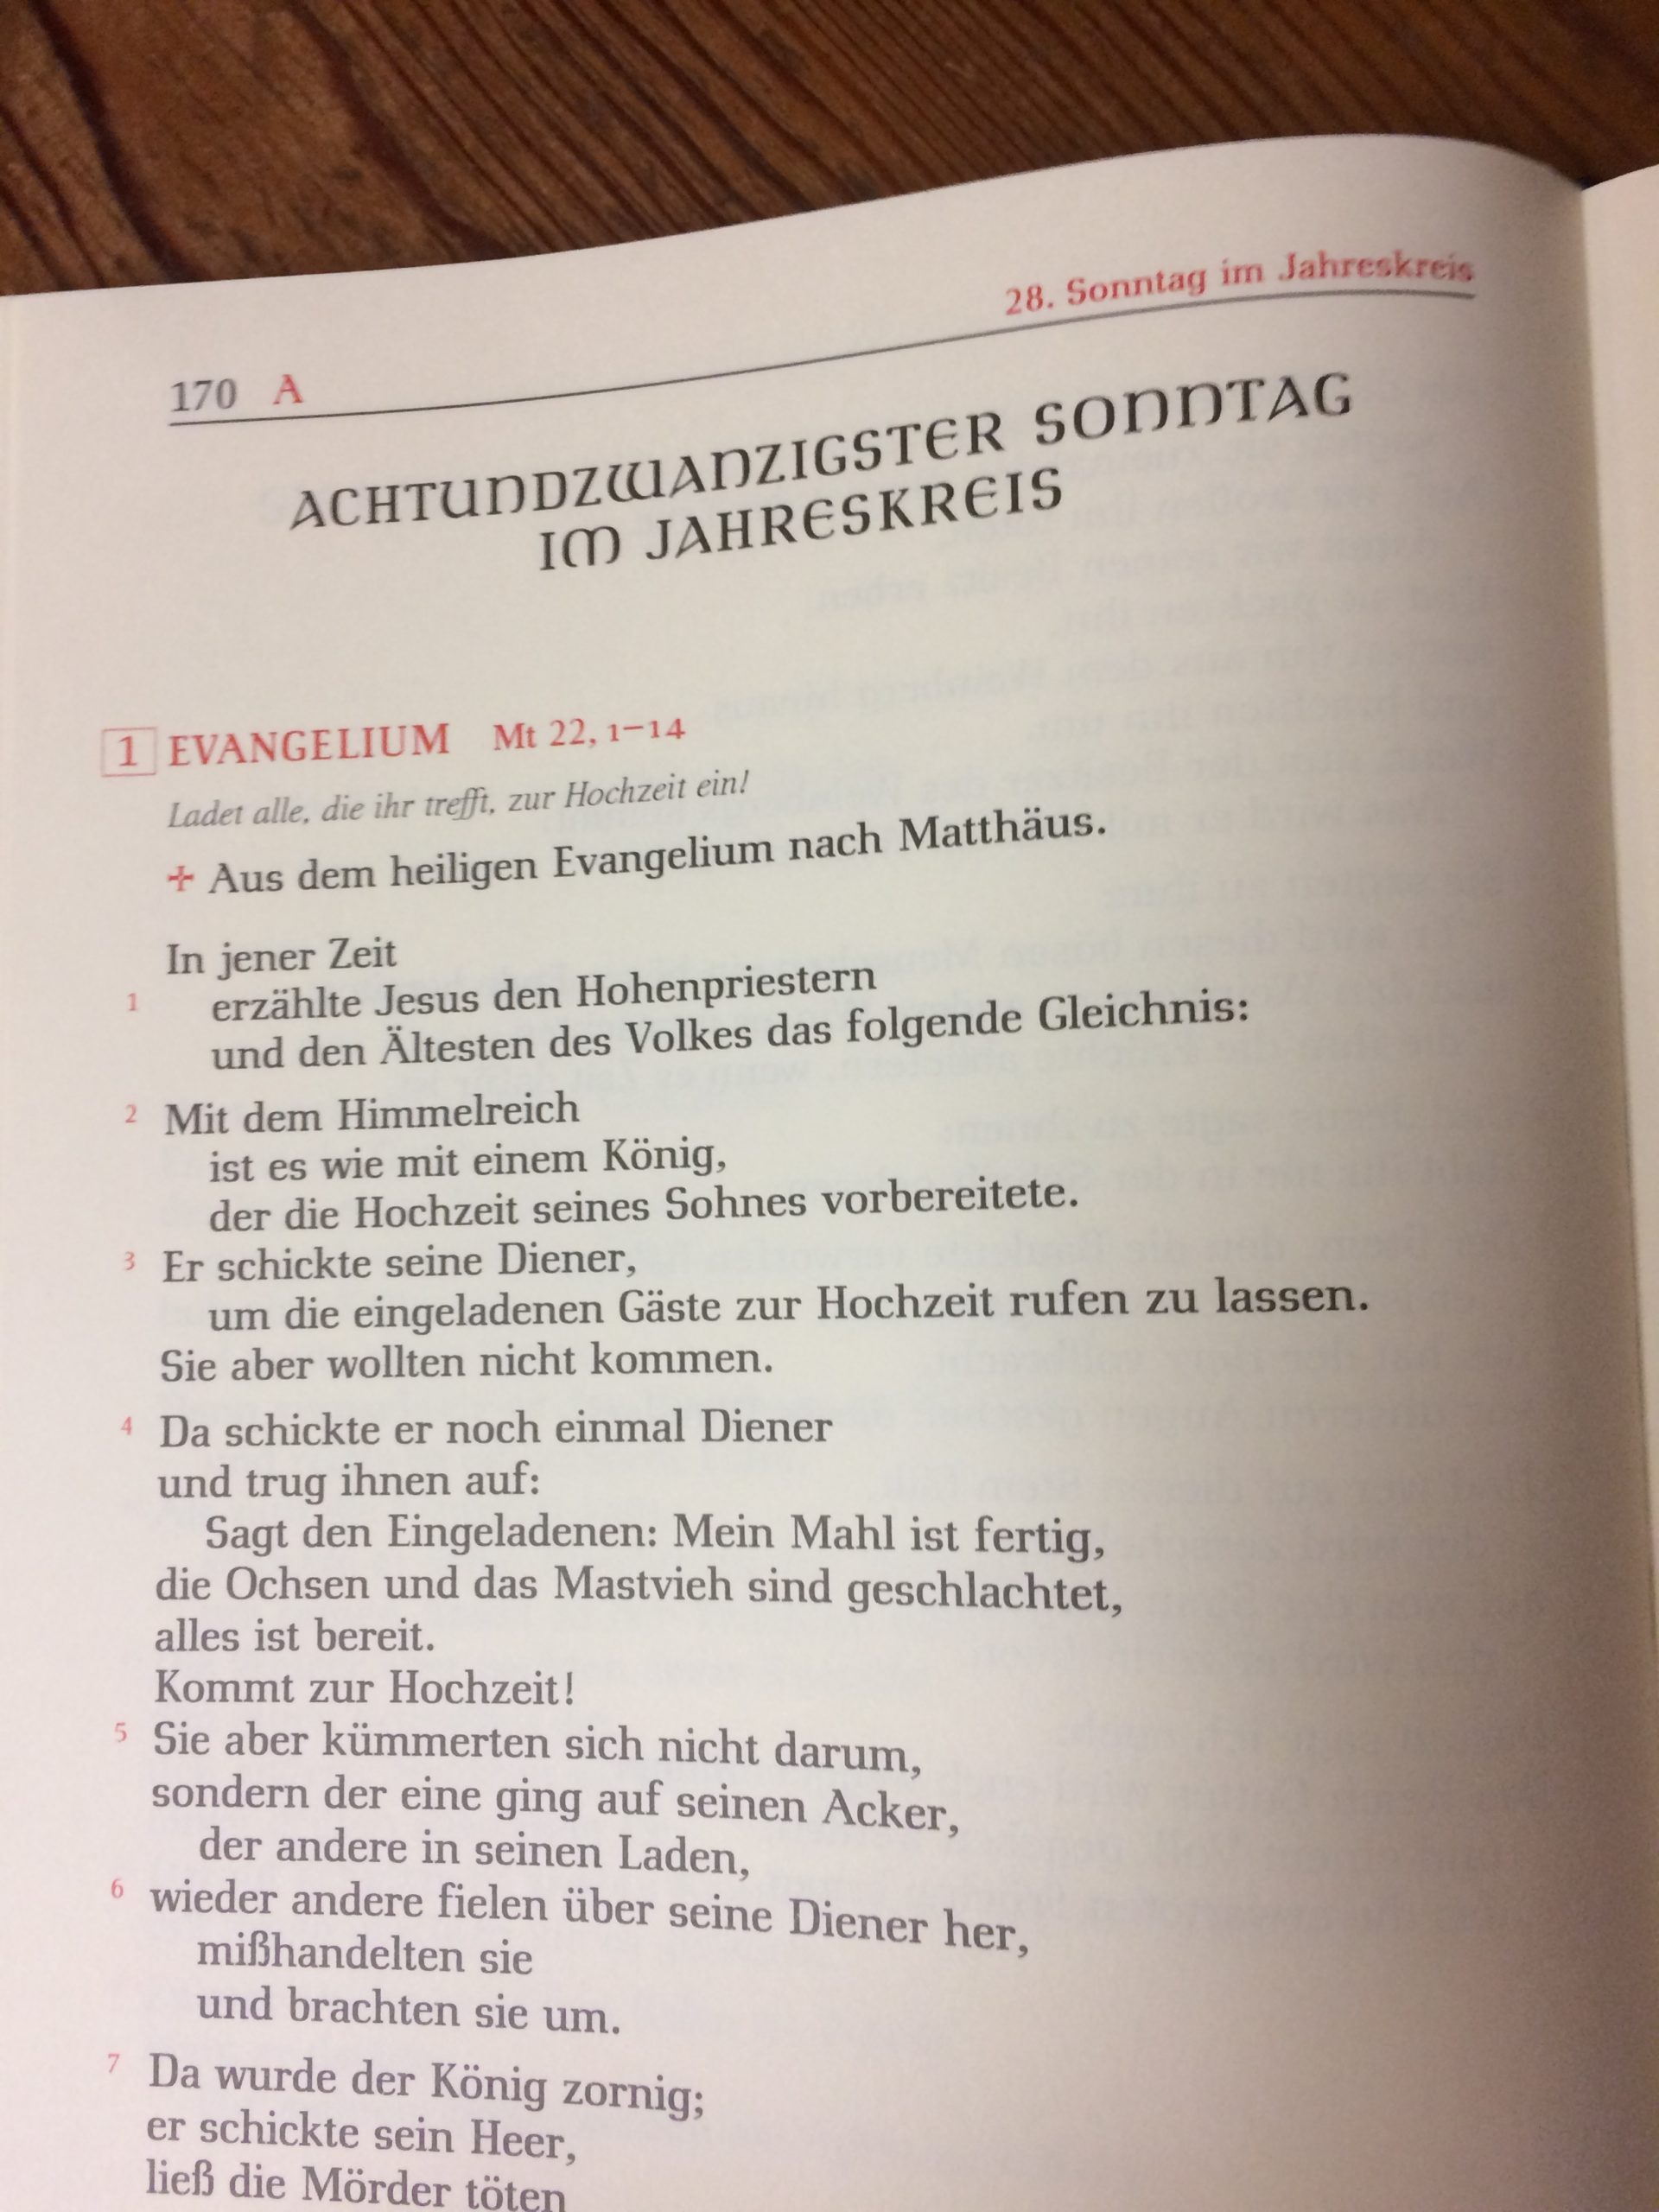 28. Sonntag im Jahreskreis
170 A
ACHTUNDZWANZIGSTER SONNTAG
IM JAHRESKREIS
1 EVANGELIUM Mt 22, 1–14
Ladet alle, die ihr trefft, zur Hochzeit ein!
+ Aus dem heiligen Evangelium nach Matthäus.
In jener Zeit
1 erzählte Jesus den Hohenpriestern
und den Ältesten des Volkes das folgende Gleichnis:
2 Mit dem Himmelreich
ist es wie mit einem König,
der die Hochzeit seines Sohnes vorbereitete.
3 Er schickte seine Diener,
um die eingeladenen Gäste zur Hochzeit rufen zu lassen.
Sie aber wollten nicht kommen.
4 Da schickte er noch einmal Diener
und trug ihnen auf:
Sagt den Eingeladenen: Mein Mahl ist fertig,
die Ochsen und das Mastvieh sind geschlachtet,
alles ist bereit.
Kommt zur Hochzeit!
5 Sie aber kümmerten sich nicht darum,
sondern der eine ging auf seinen Acker,
der andere in seinen Laden,
6 wieder andere fielen über seine Diener her,
mißhandelten sie
und brachten sie um.
7 Da wurde der König zornig;
er schickte sein Heer,
ließ die Mörder töten